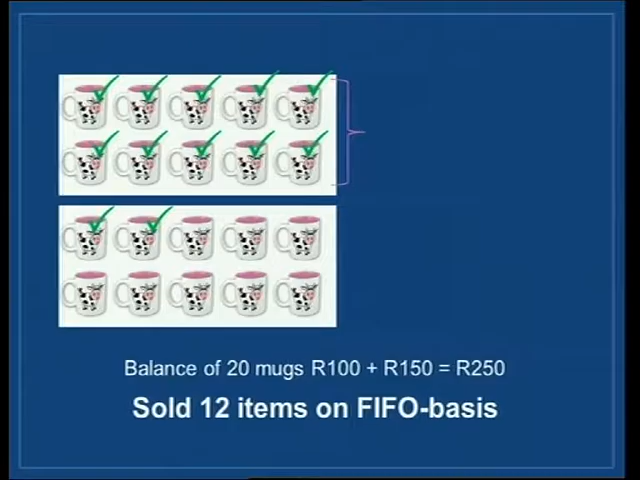 Balance of 20 mugs R100 + R150 = R250
Sold 12 items on FIFO-basis